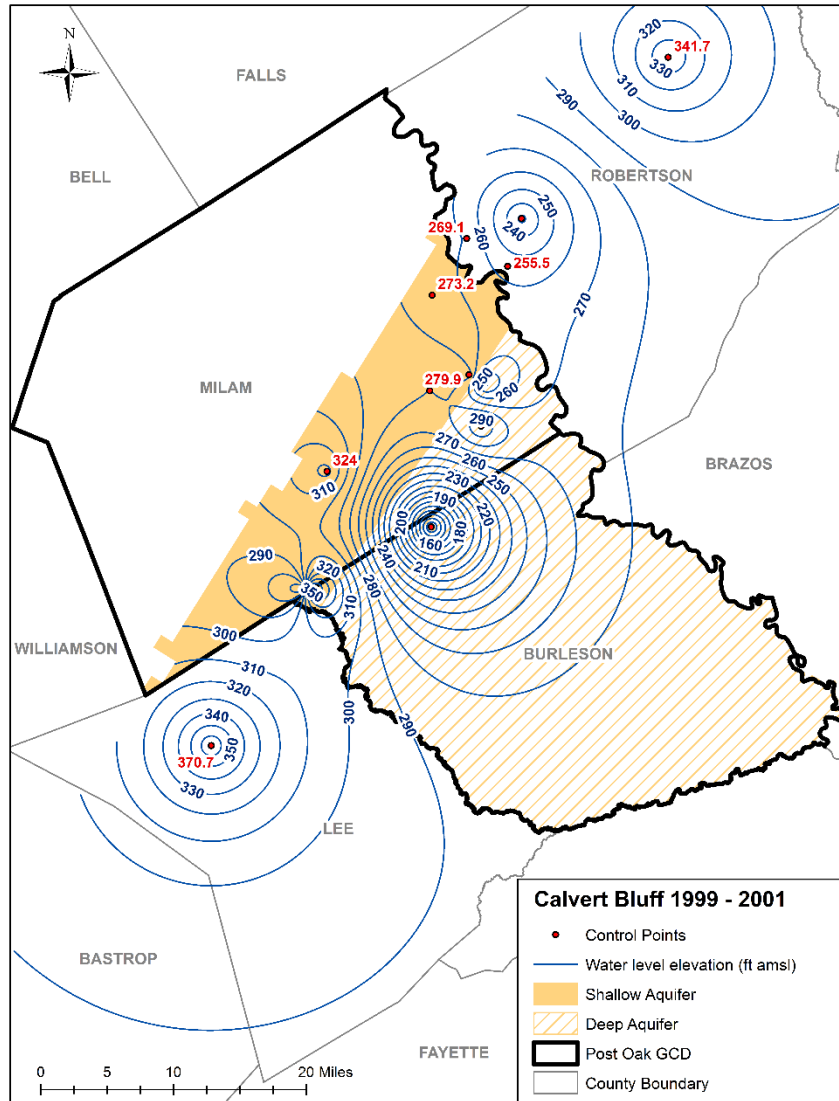 N
320
341.7
330
310
300
290
FALLS
BELL
ROBERTSON
250
240
269.1
260
255.5
273.2
270
MILAM
279.9
250
260
290
324
310
270
260
250
230
190
200
220
180
160
210
240
280
BRAZOS
290
320
350
310
300
WILLIAMSON
310
320
340
350
370.7
330
300
290
BURLESON
LEE
BASTROP
FAYETTE
Calvert Bluff 1999 - 2001
Control Points
Water level elevation (ft amsl)
Shallow Aquifer
Deep Aquifer
Post Oak GCD
County Boundary
0 5 10 20 Miles